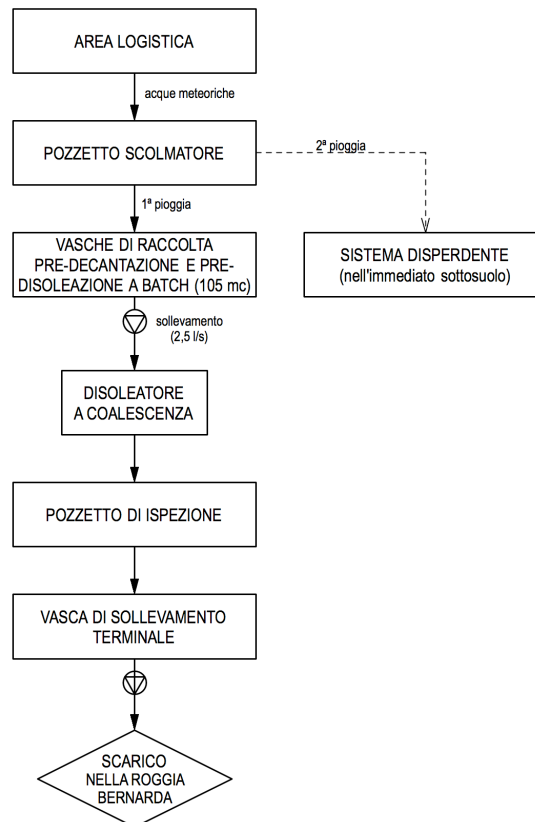 AREA LOGISTICA
acque meteoriche
POZZETTO SCOLMATORE
2ª pioggia
1ª pioggia
VASCHE DI RACCOLTA
PRE-DECANTAZIONE E PRE-
DISOLEAZIONE A BATCH (105 mc)
SISTEMA DISPERDENTE
(nell'immediato sottosuolo)
sollevamento
(2,5 l/s)
DISOLEATORE
A COALESCENZA
POZZETTO DI ISPEZIONE
VASCA DI SOLLEVAMENTO
TERMINALE
SCARICO
NELLA ROGGIA
BERNARDA